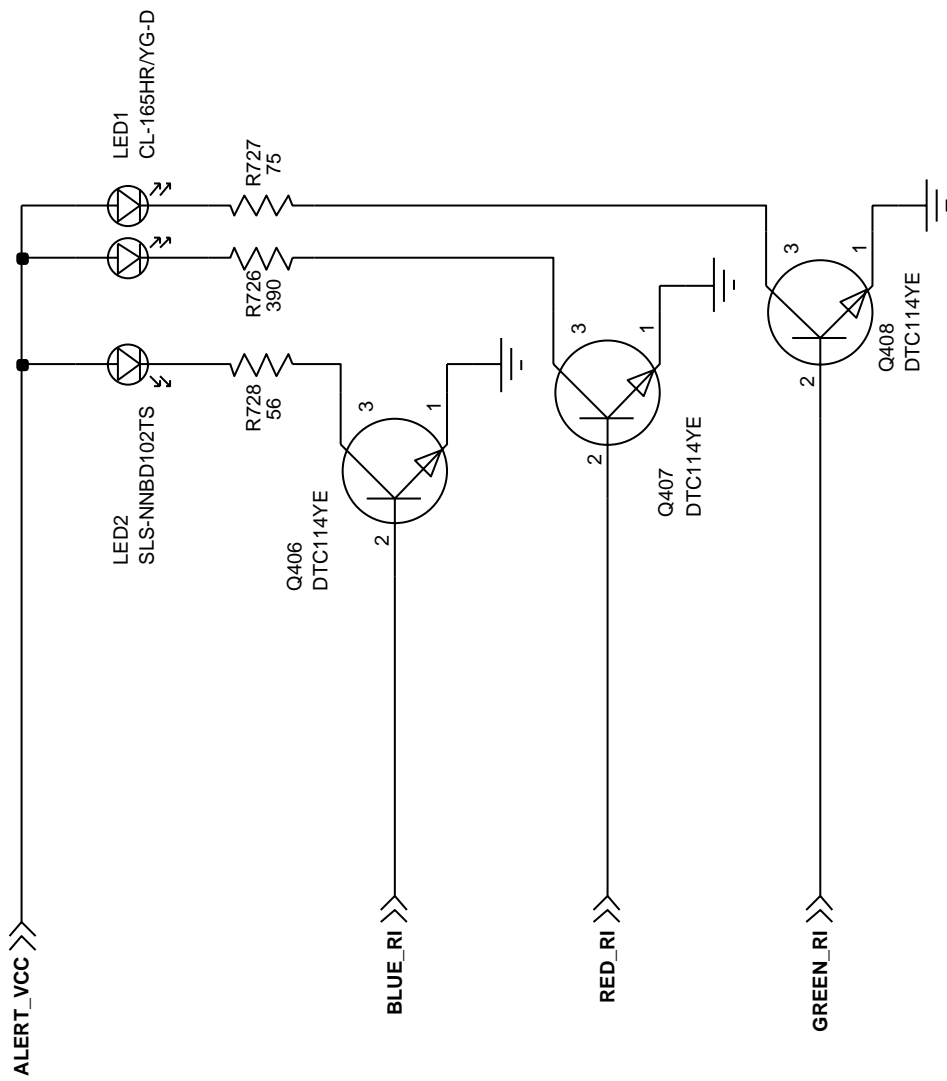 ALERT_VCC
LED2
SLS-NNBD102TS
LED1
CL-165HR/YG-D
R728
56
R726
390
R727
75
BLUE_RI
2
3
1
Q406
DTC114YE
RED_RI
2
3
1
Q407
DTC114YE
GREEN_RI
2
3
1
Q408
DTC114YE